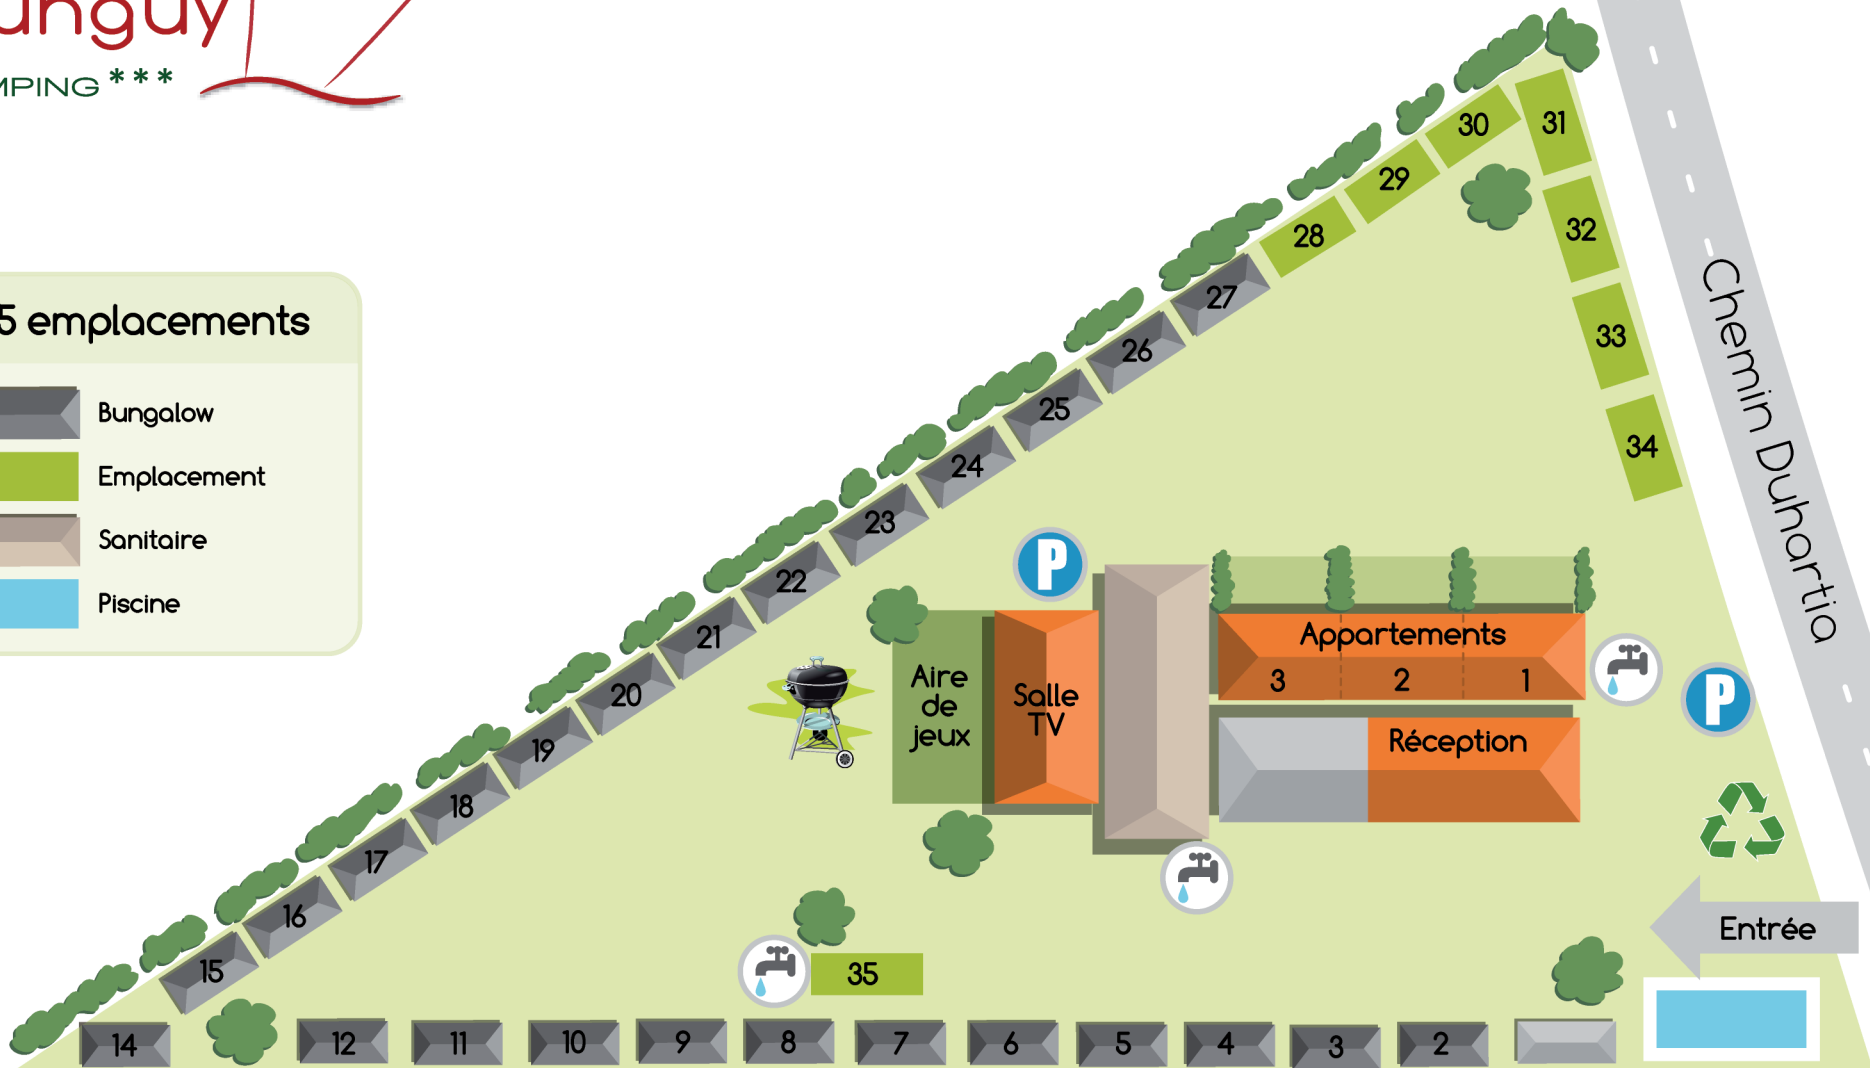 unguy
MPING ***
5 emplacements
Bungalow
Emplacement
Sanitaire
Piscine
30
31
29
32
28
27
33
26
25
34
24
23
22
21
20
19
18
17
16
15
14
P
Aire
de
jeux
Salle
TV
Appartements
3 2 1
Réception
P
Chemin Duhartia
Entrée
35
12 11 10 9 8 7 6 5 4 3 2